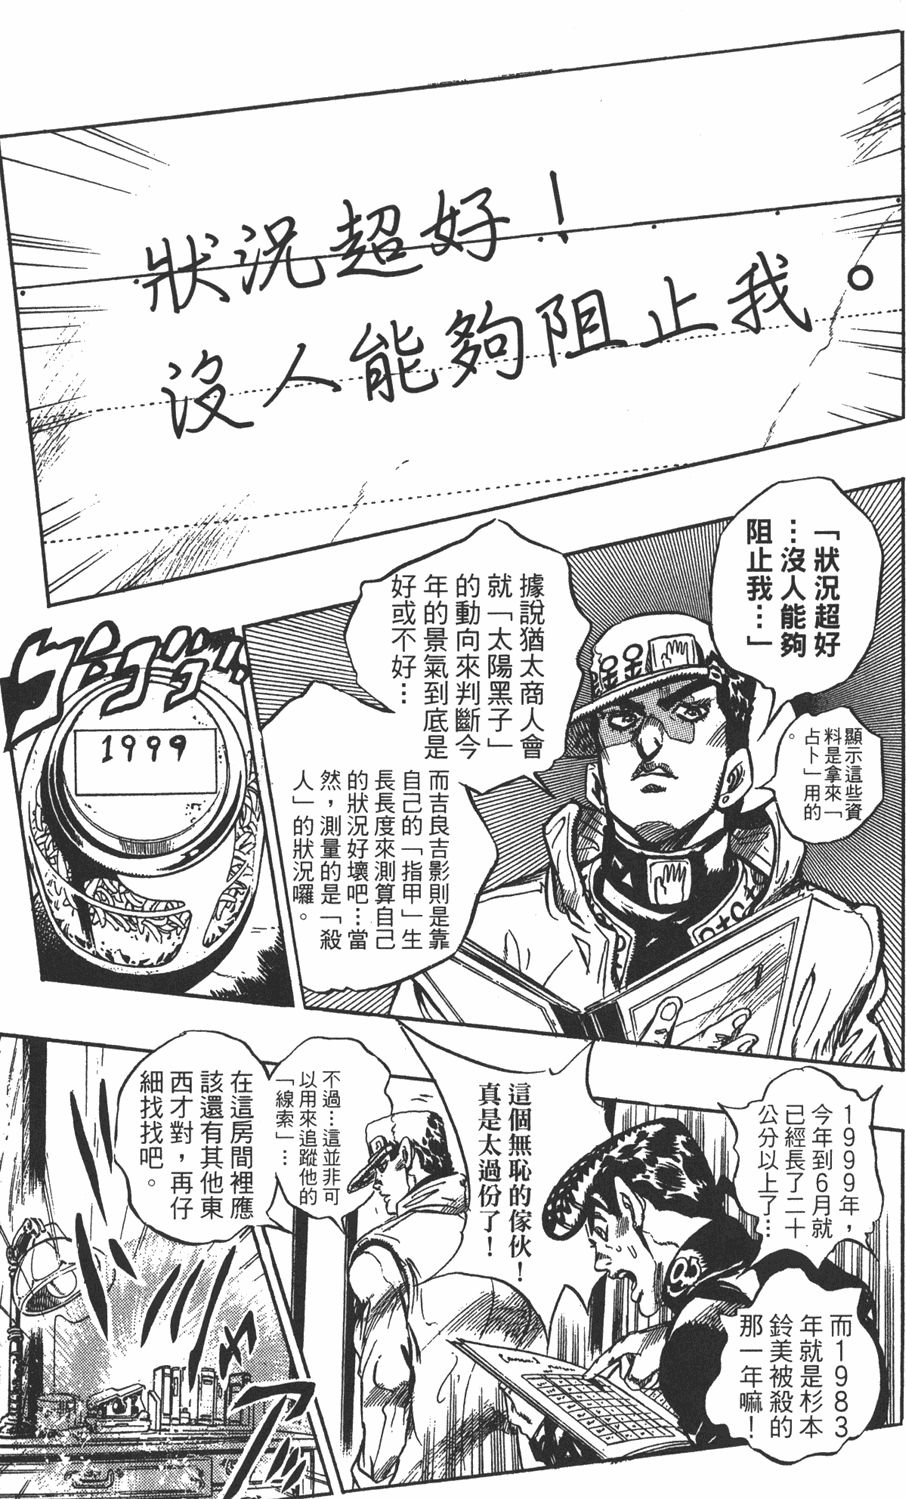 狀況超好！
沒人能夠阻止我。
「狀況超好
…沒人能夠
阻止我…」
顯示這些資
料是拿來「
占卜」用的
。
據說猶太商人會
就「太陽黑子」
的動向來判斷今
年的景氣到底是
好或不好…
而吉良吉影則是靠
自己的「指甲」生
長長度來測算自己
的狀況好壞吧…當
然，測量的是「殺
人」的狀況囉。
1999
1999年，
今年到6月就
已經長了二十
公分以上了…
而1983
年就是杉本
鈴美被殺的
那一年嘛！
這個無恥的傢伙！
真是太過份了！
不過…這並非可
以用來追蹤他的
「線索」…
在這房間裡應
該還有其他東
西才對，再仔
細找找吧。